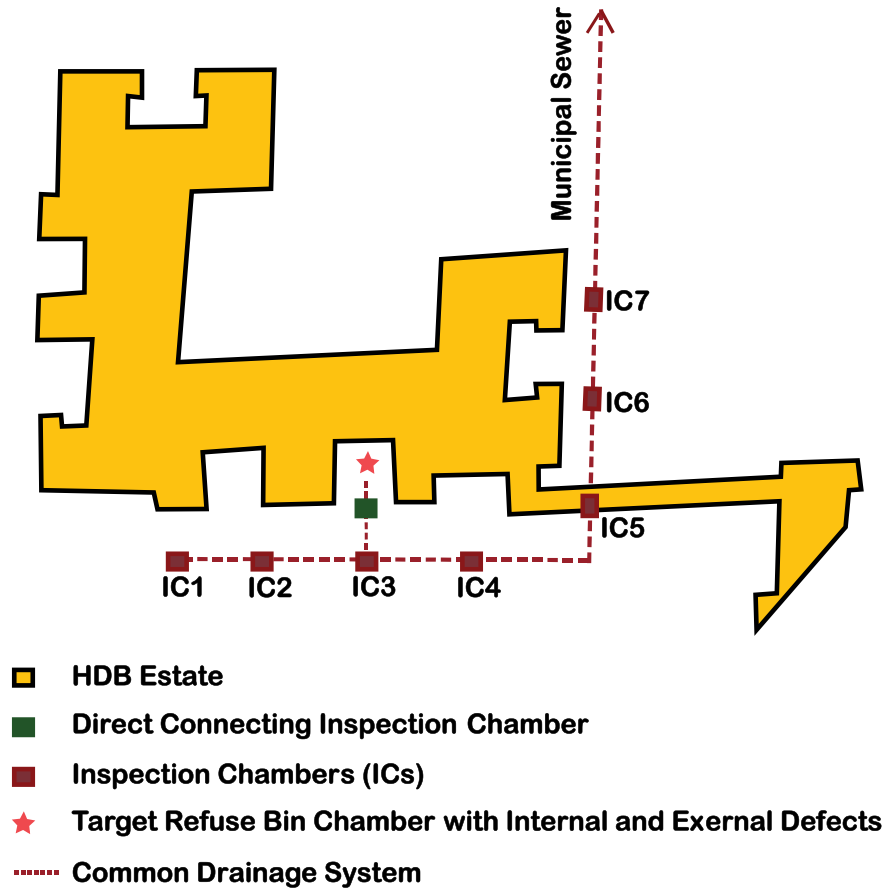 Municipal Sewer
IC7
IC6
IC5
IC1
IC2
IC3
IC4
HDB Estate
Direct Connecting Inspection Chamber
Inspection Chambers (ICs)
Target Refuse Bin Chamber with Internal and Exernal Defects
Common Drainage System